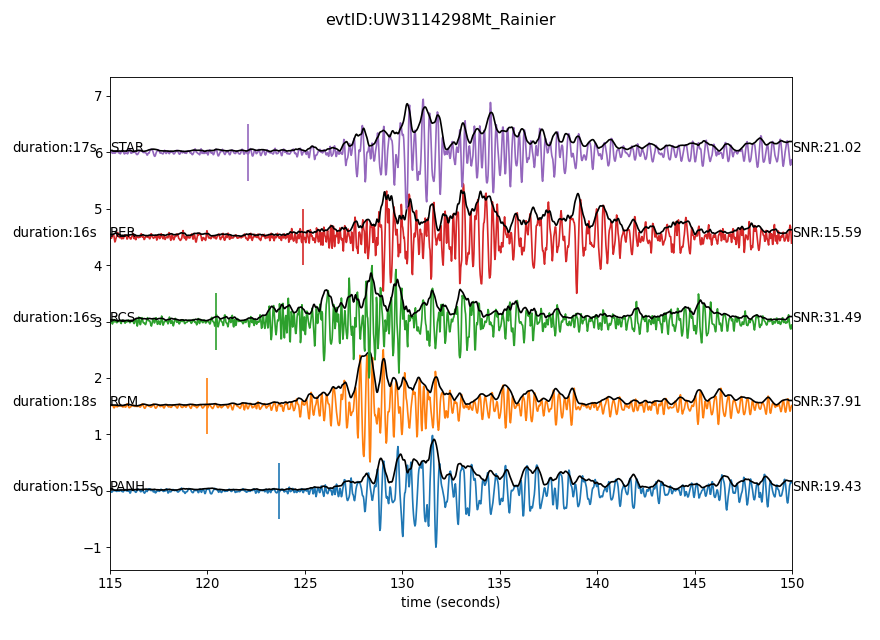 evtID:UW3114298Mt_Rainier
7
duration:17s STAR SNR:21.02
6
5
duration:16s RER SNR:15.59
4
duration:16s RCS SNR:31.49
3
2
duration:18s RCM SNR:37.91
1
duration:15s PANH SNR:19.43
0
−1
115 120 125 130 135 140 145 150
time (seconds)